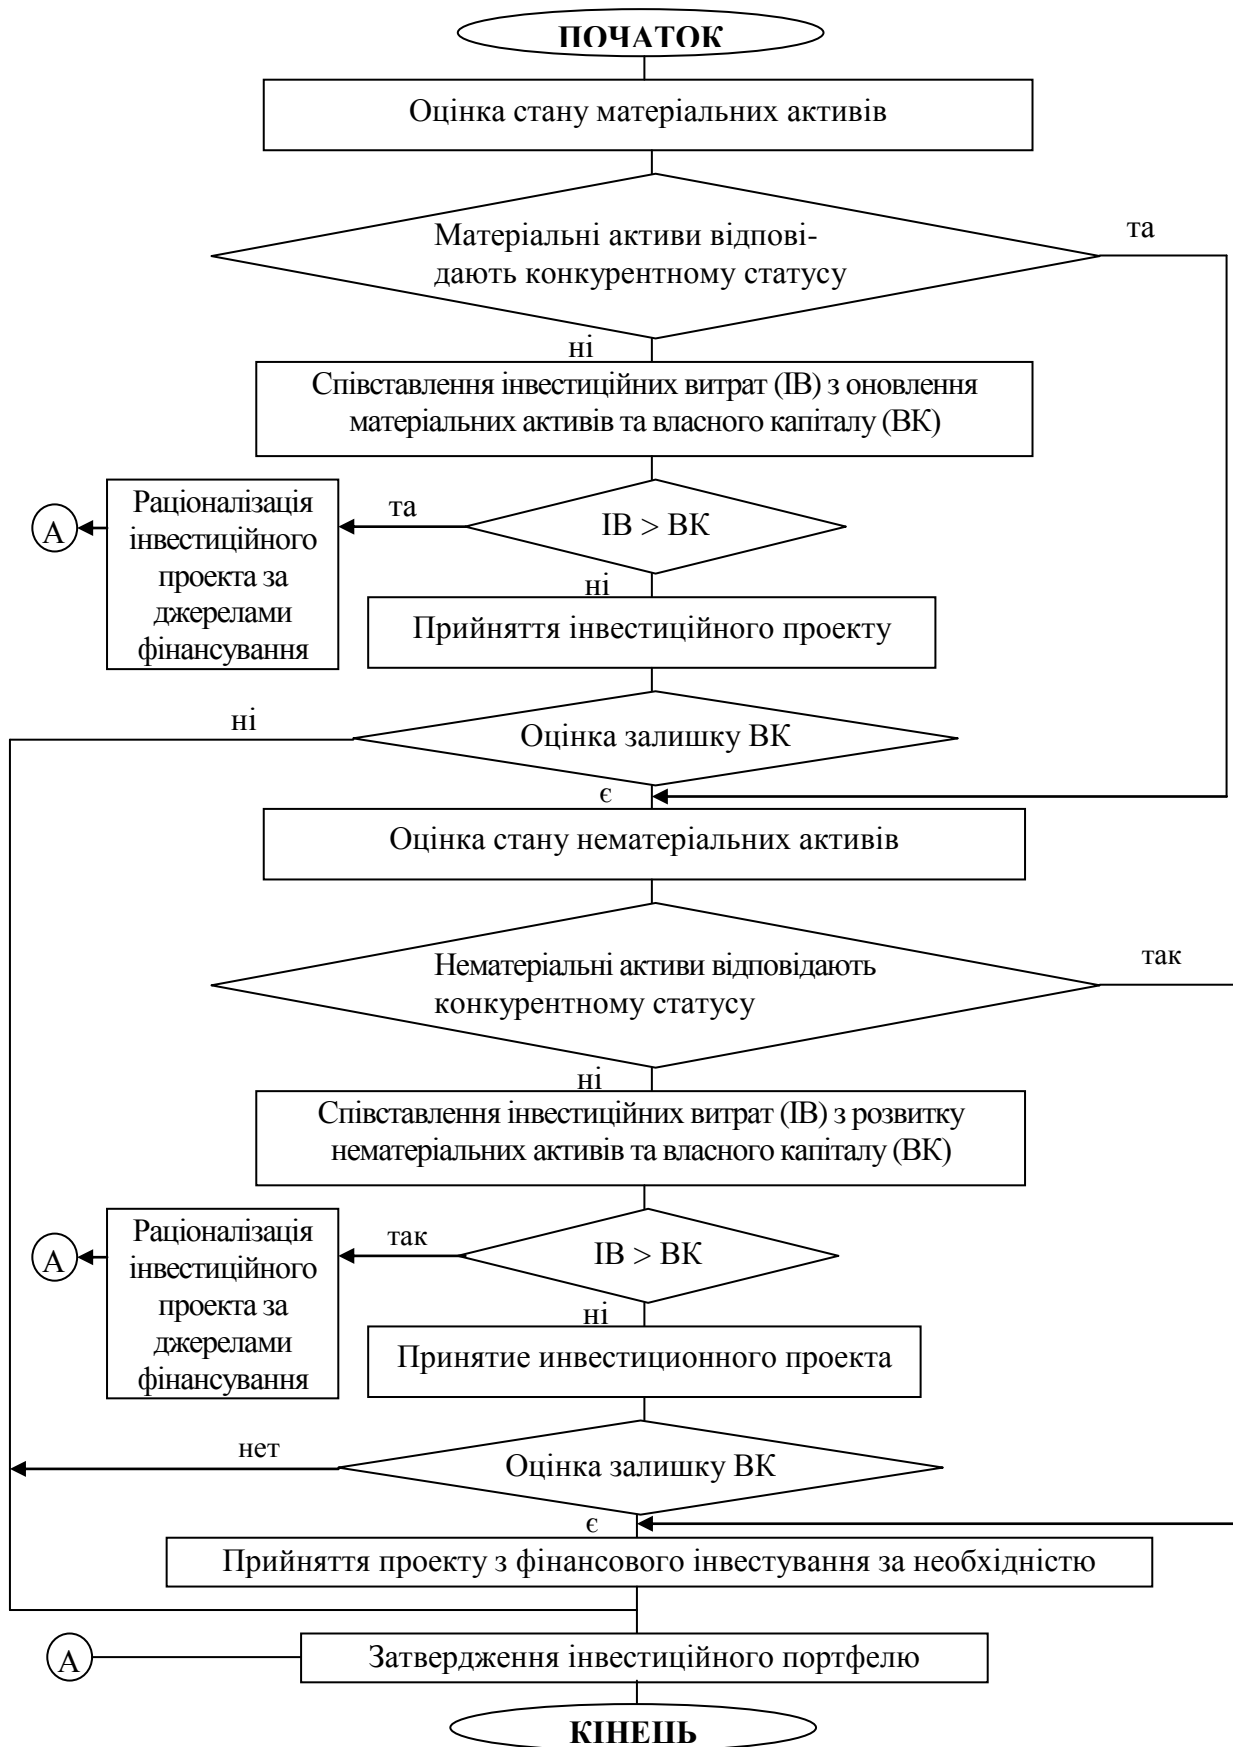 ПОЧАТОК
Оцінка стану матеріальних активів
Матеріальні активи відпові-
дають конкурентному статусу
та
ні
Співставлення інвестиційних витрат (ІВ) з оновлення
матеріальних активів та власного капіталу (ВК)
А
Раціоналізація
інвестиційного
проекта за
джерелами
фінансування
та
ІВ > ВК
ні
Прийняття інвестиційного проекту
ні
Оцінка залишку ВК
є
Оцінка стану нематеріальних активів
Нематеріальні активи відповідають
конкурентному статусу
так
ні
Співставлення інвестиційних витрат (ІВ) з розвитку
нематеріальних активів та власного капіталу (ВК)
А
Раціоналізація
інвестиційного
проекта за
джерелами
фінансування
так
ІВ > ВК
ні
Принятие инвестиционного проекта
нет
Оцінка залишку ВК
є
Прийняття проекту з фінансового інвестування за необхідністю
А
Затвердження інвестиційного портфелю
КІНЕЦЬ